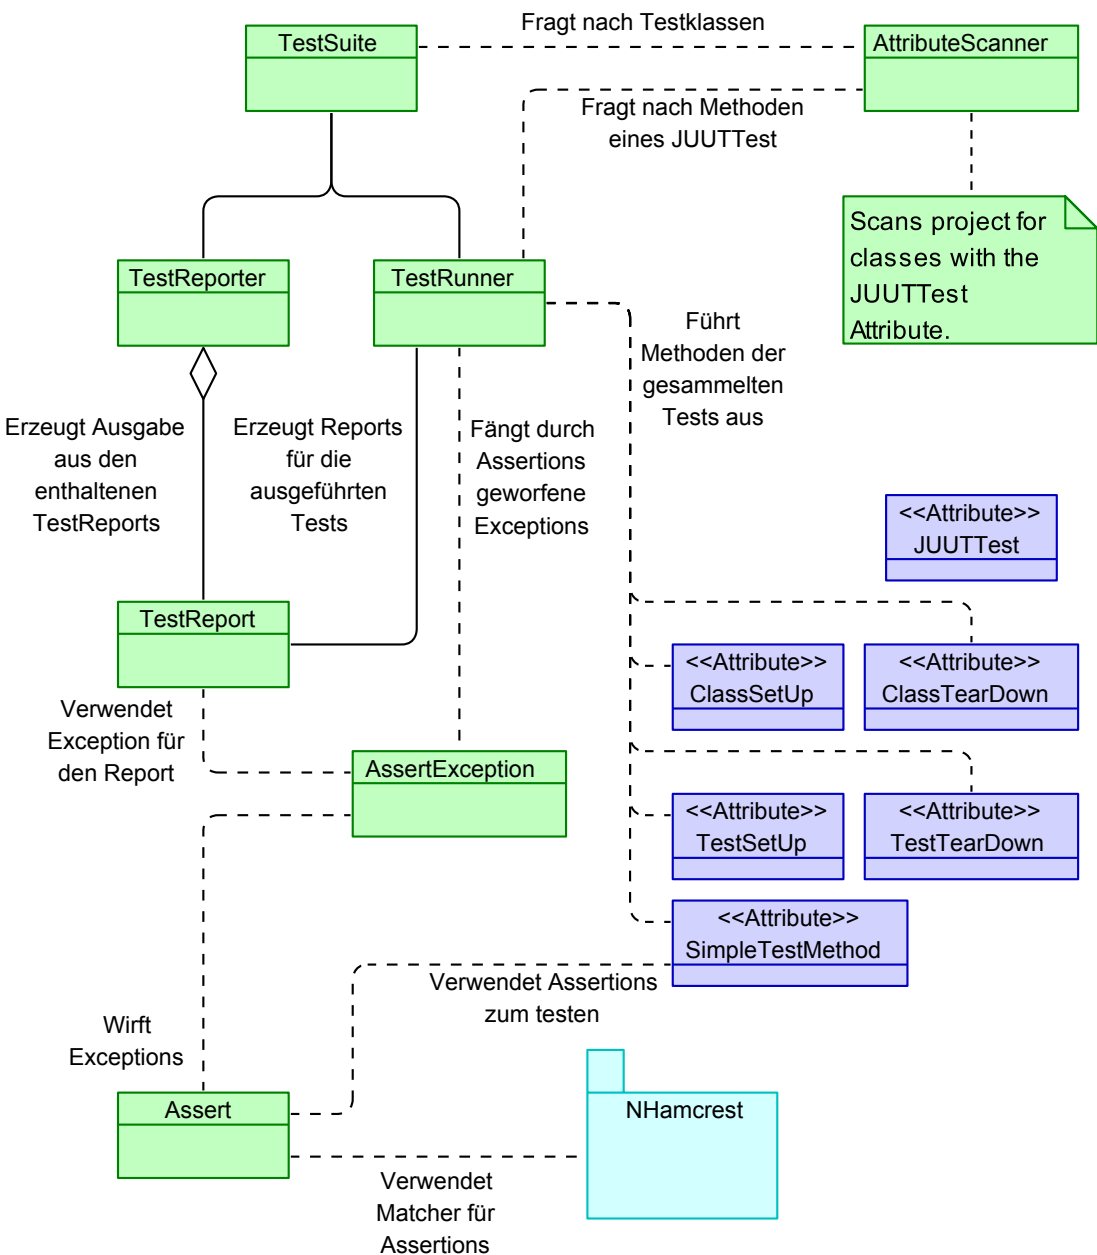 Fragt nach Testklassen
TestSuite
AttributeScanner
Fragt nach Methoden
eines JUUTTest
Scans project for
classes with the
JUUTTest
Attribute.
TestReporter
TestRunner
Führt
Methoden der
gesammelten
Tests aus
Erzeugt Ausgabe
aus den
enthaltenen
TestReports
Erzeugt Reports
für die
ausgeführten
Tests
Fängt durch
Assertions
geworfene
Exceptions
<<Attribute>>
JUUTTest
TestReport
<<Attribute>>
ClassSetUp
<<Attribute>>
ClassTearDown
Verwendet
Exception für
den Report
AssertException
<<Attribute>>
TestSetUp
<<Attribute>>
TestTearDown
<<Attribute>>
SimpleTestMethod
Verwendet Assertions
zum testen
Wirft
Exceptions
Assert
NHamcrest
Verwendet
Matcher für
Assertions